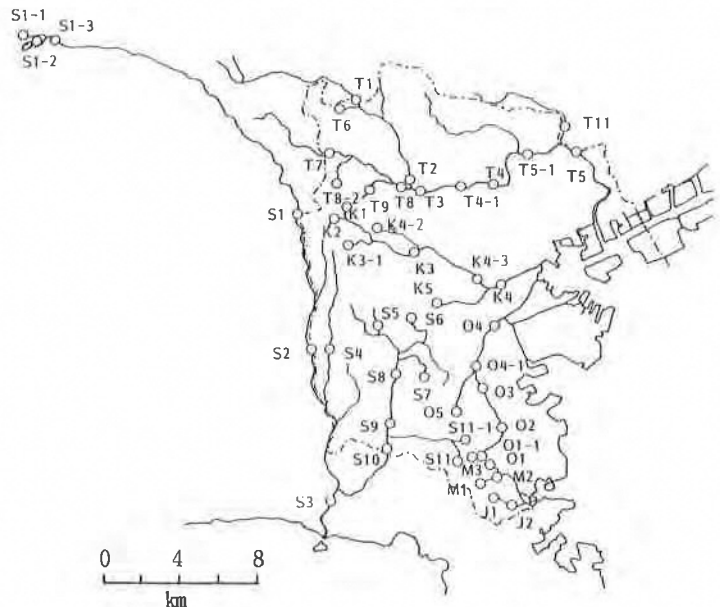 S1-1
S1-3
S1-2
T1
T6
T11
T7
T2
T5-1
T5
T4
T8-2
T9
T8
T3
T4-1
S1
K1
K2
K4-2
K3-1
K3
K4-3
K5
K4
S5
S6
O4
S2
S4
S8
S7
O4-1
O3
O5
S9
S11-1
O2
O1-1
S10
S11
M3
O1
M2
M1
S3
J1
J2
0 4 8
km